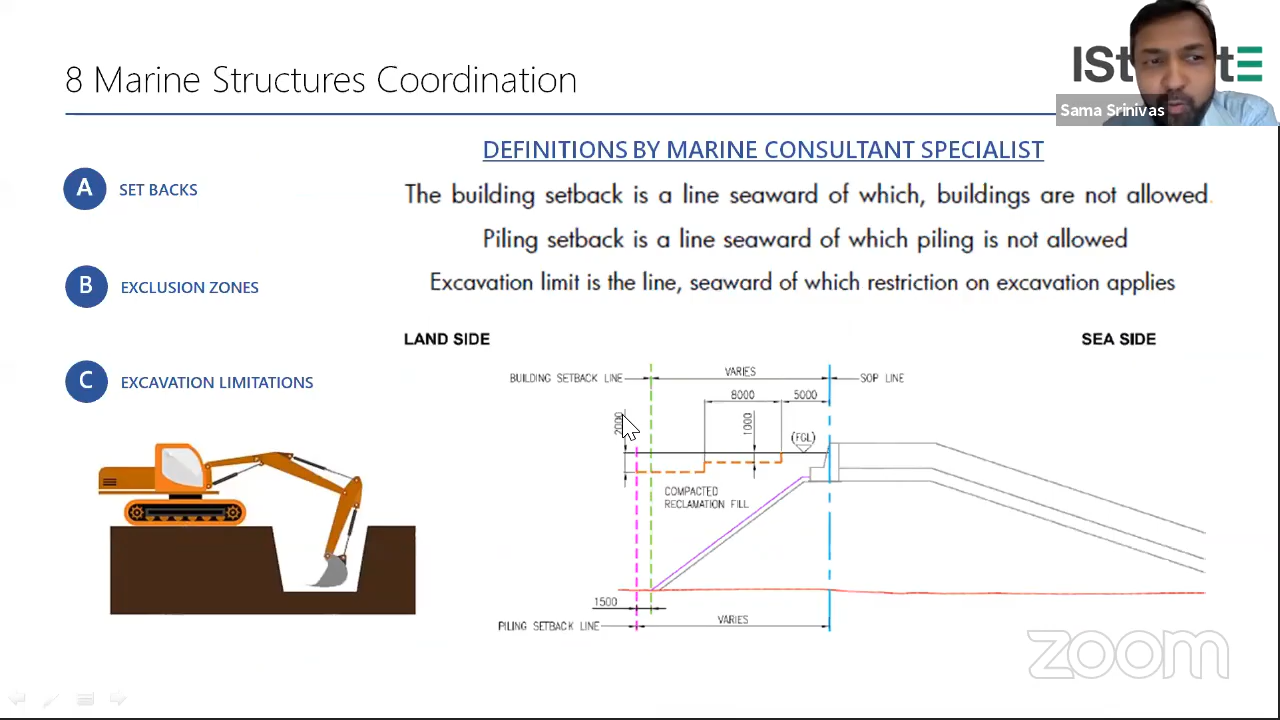 8 Marine Structures Coordination
Sama Srinivas
DEFINITIONS BY MARINE CONSULTANT SPECIALIST
A SET BACKS
The building setback is a line seaward of which, buildings are not allowed.
Piling setback is a line seaward of which piling is not allowed
B EXCLUSION ZONES
Excavation limit is the line, seaward of which restriction on excavation applies
LAND SIDE
SEA SIDE
C EXCAVATION LIMITATIONS
BUILDING SETBACK LINE
VARIES
SOP LINE
8000
5000
2000
1000
(FGL)
COMPACTED
RECLAMATION FILL
1500
PILING SETBACK LINE
VARIES
zoom